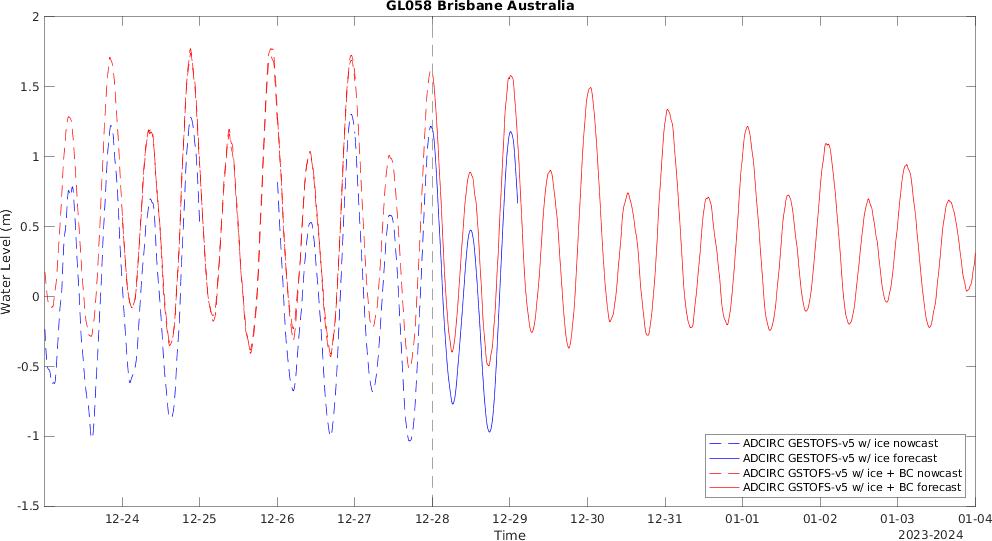 GL058 Brisbane Australia
2
1.5
1
0.5
0
-0.5
-1
-1.5
Water Level (m)
ADCIRC GESTOFS-v5 w/ ice nowcast
ADCIRC GESTOFS-v5 w/ ice forecast
ADCIRC GSTOFS-v5 w/ ice + BC nowcast
ADCIRC GSTOFS-v5 w/ ice + BC forecast
12-24 12-25 12-26 12-27 12-28 12-29 12-30 12-31 01-01 01-02 01-03 01-04
Time
2023-2024